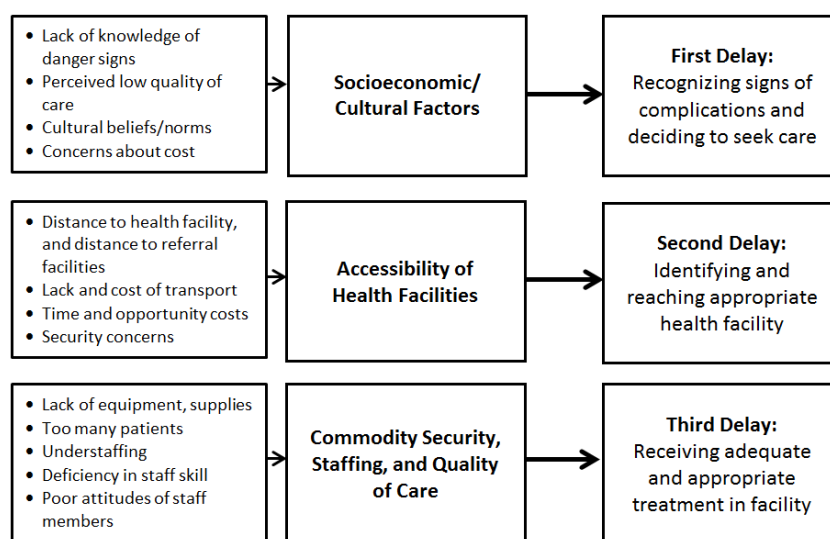 • Lack of knowledge of
danger signs
• Perceived low quality of
care
• Cultural beliefs/norms
• Concerns about cost
Socioeconomic/
Cultural Factors
First Delay:
Recognizing signs of
complications and
deciding to seek care
• Distance to health facility,
and distance to referral
facilities
• Lack and cost of transport
• Time and opportunity costs
• Security concerns
Accessibility of
Health Facilities
Second Delay:
Identifying and
reaching appropriate
health facility
• Lack of equipment, supplies
• Too many patients
• Understaffing
• Deficiency in staff skill
• Poor attitudes of staff
members
Commodity Security,
Staffing, and Quality
of Care
Third Delay:
Receiving adequate
and appropriate
treatment in facility